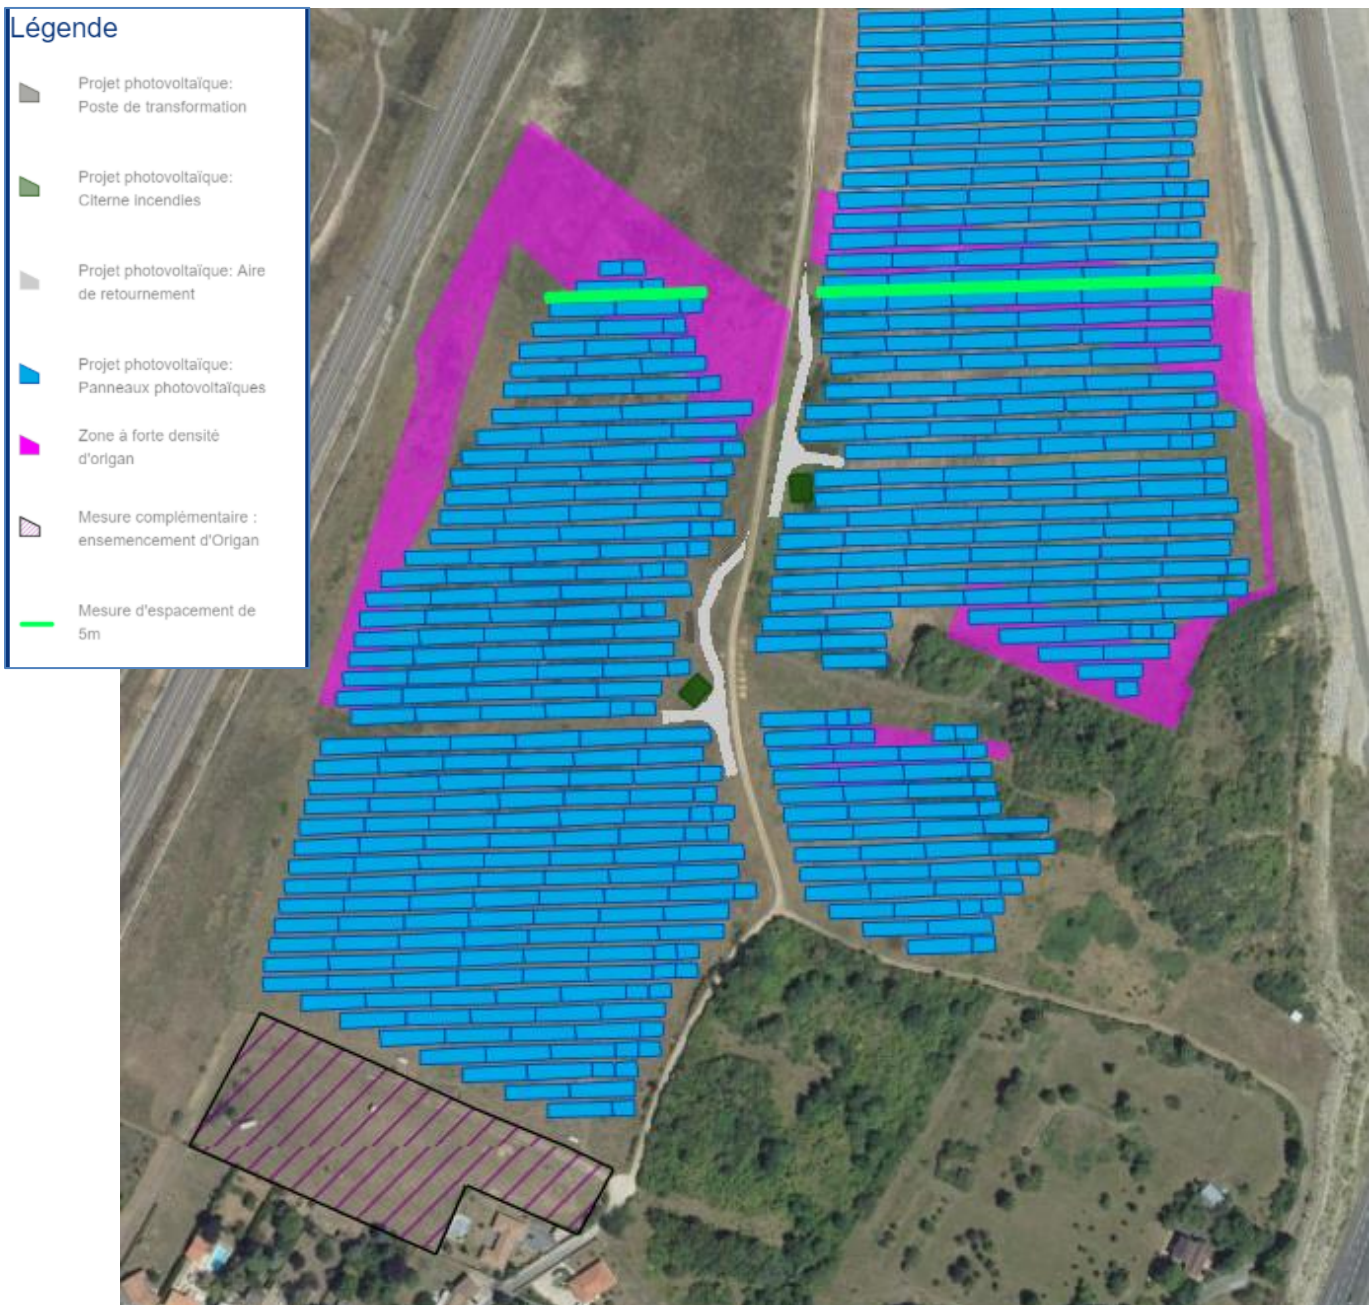 Légende
Projet photovoltaïque:
Poste de transformation
Projet photovoltaïque:
Citerne incendies
Projet photovoltaïque: Aire
de retournement
Projet photovoltaïque:
Panneaux photovoltaïques
Zone à forte densité
d'origan
Mesure complémentaire :
ensemencement d'Origan
Mesure d'espacement de
5m